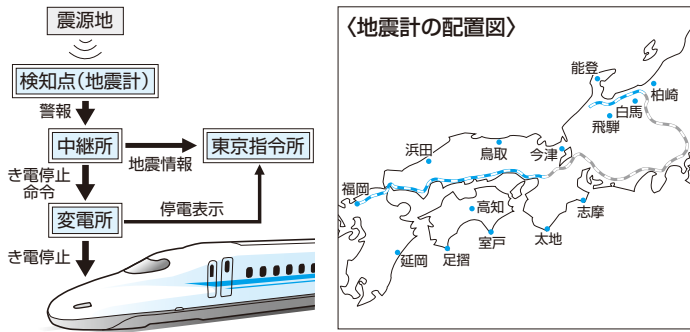 震源地
検知点(地震計)
警報
中継所
地震情報
東京指令所
き電停止
命令
変電所
停電表示
き電停止
〈地震計の配置図〉
能登
柏崎
白馬
飛騨
鳥取
今津
浜田
福岡
高知
志摩
室戸
太地
足摺
延岡